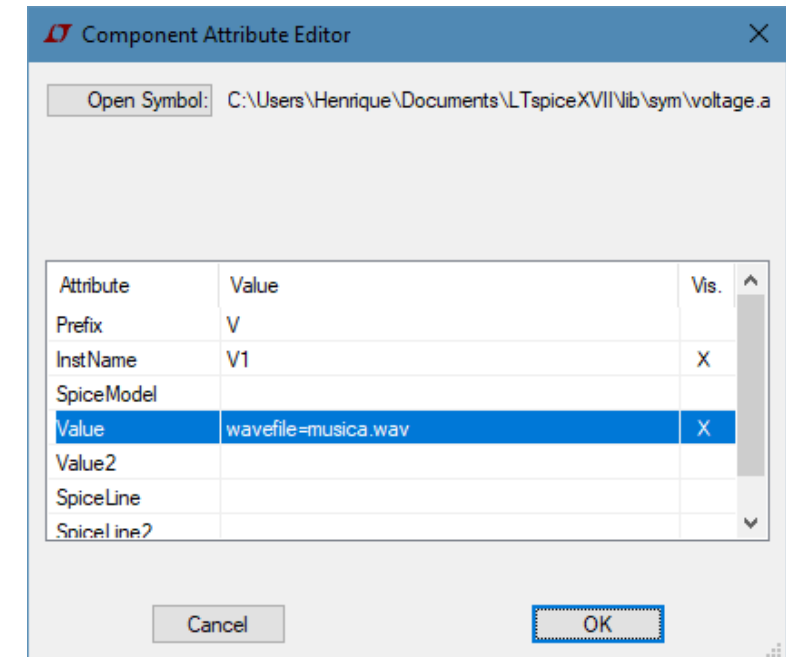 Component Attribute Editor
Open Symbol: C:\Users\Henrique\Documents\LTspiceXVII\lib\sym\voltage.a
Attribute Value Vis.
Prefix V
InstName V1 X
SpiceModel
Value wavefile=musica.wav X
Value2
SpiceLine
SpiceLine2
Cancel OK